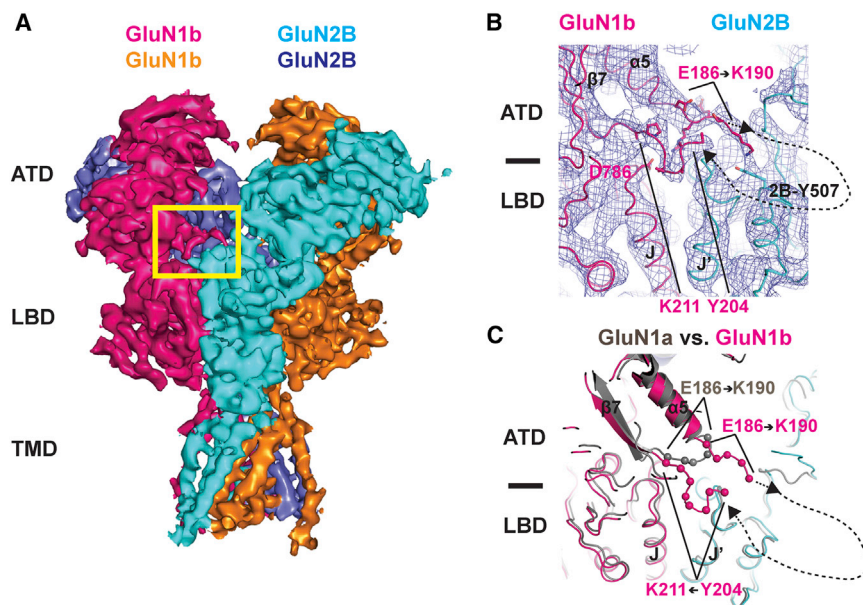 A
GluN1b GluN2B
GluN1b GluN2B
ATD
LBD
TMD
B
GluN1b GluN2B
α5
E186→K190
β7
ATD
D786
LBD
2B-Y507
J
J'
K211 Y204
C
GluN1a vs. GluN1b
E186→K190
β7
α5
E186→K190
ATD
LBD
J
J'
K211←Y204